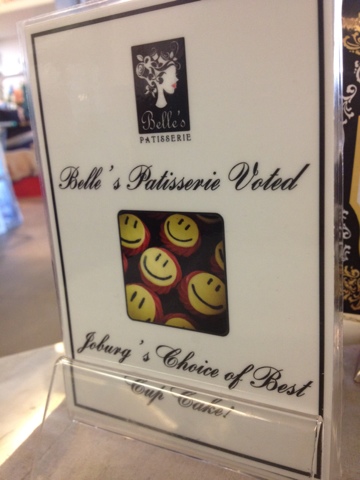 Belle's
PATISSERIE
Belle's Patisserie Voted
Joburg's Choice of Best
Cup Cake!